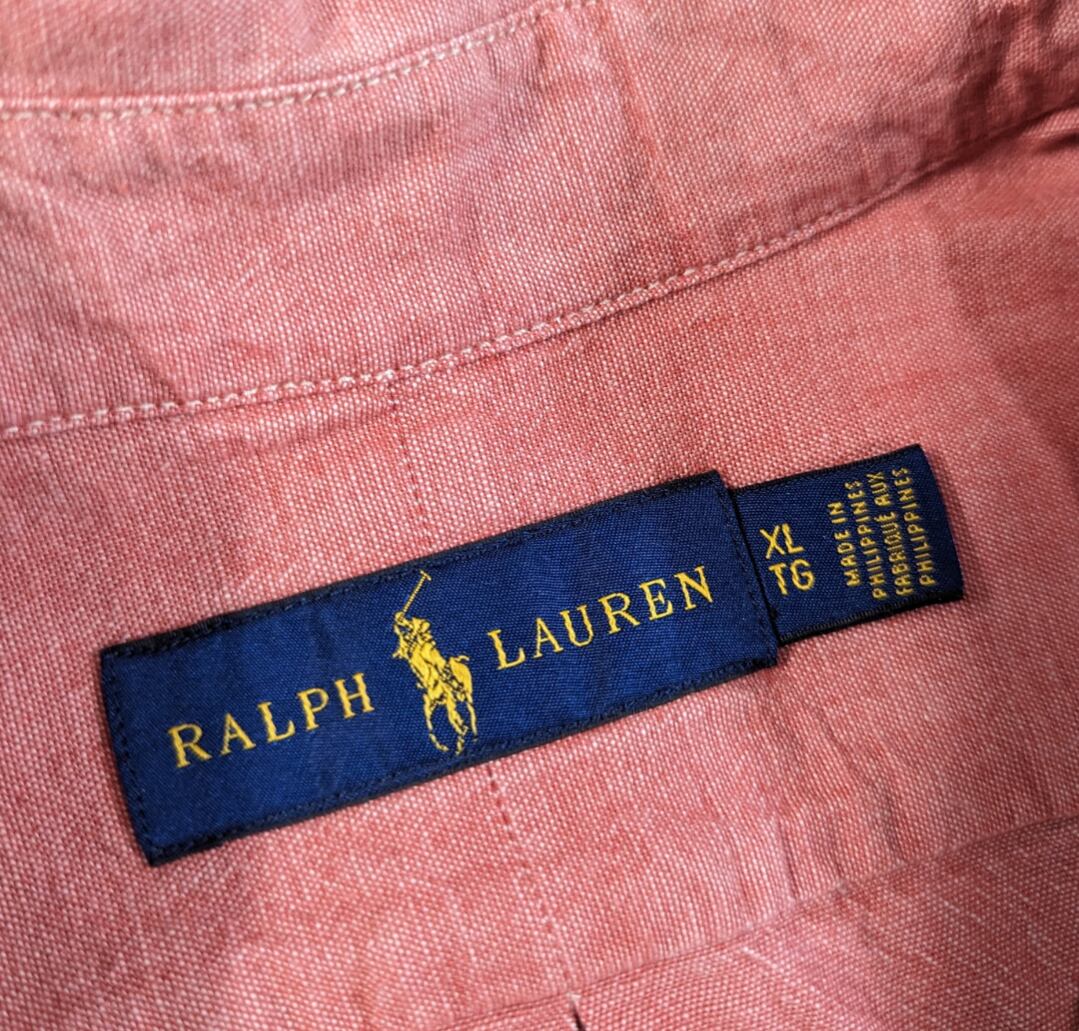 RALPH LAUREN
XL
TG
MADE IN
PHILIPPINES
FABRIQUÉ AUX
PHILIPPINES